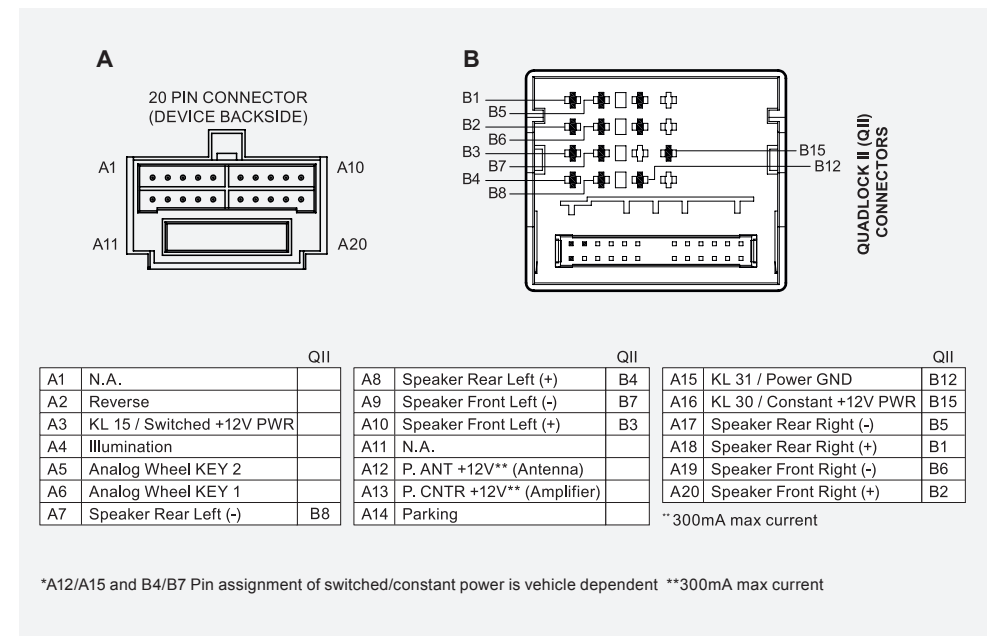 A
B
20 PIN CONNECTOR
(DEVICE BACKSIDE)
A1
A10
A11
A20
B1
B5
B2
B6
B3
B7
B4
B8
B15
B12
QUADLOCK II (QII)
CONNECTORS
QII
A1 N.A.
A2 Reverse
A3 KL 15 / Switched +12V PWR
A4 Illumination
A5 Analog Wheel KEY 2
A6 Analog Wheel KEY 1
A7 Speaker Rear Left (-) B8
QII
A8 Speaker Rear Left (+) B4
A9 Speaker Front Left (-) B7
A10 Speaker Front Left (+) B3
A11 N.A.
A12 P. ANT +12V** (Antenna)
A13 P. CNTR +12V** (Amplifier)
A14 Parking
QII
A15 KL 31 / Power GND B12
A16 KL 30 / Constant +12V PWR B15
A17 Speaker Rear Right (-) B5
A18 Speaker Rear Right (+) B1
A19 Speaker Front Right (-) B6
A20 Speaker Front Right (+) B2
**300mA max current
*A12/A15 and B4/B7 Pin assignment of switched/constant power is vehicle dependent **300mA max current